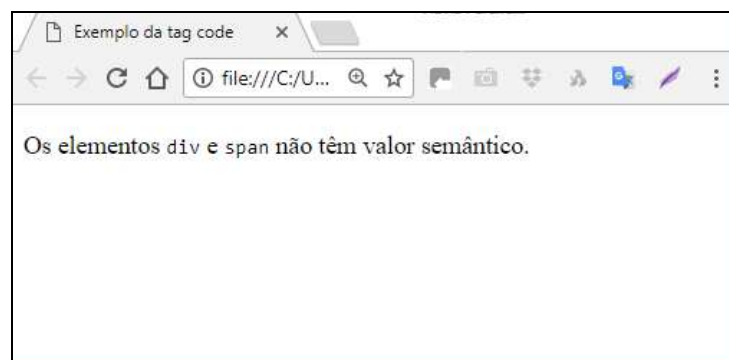 Exemplo da tag code
file:///C:/U...
Os elementos div e span não têm valor semântico.